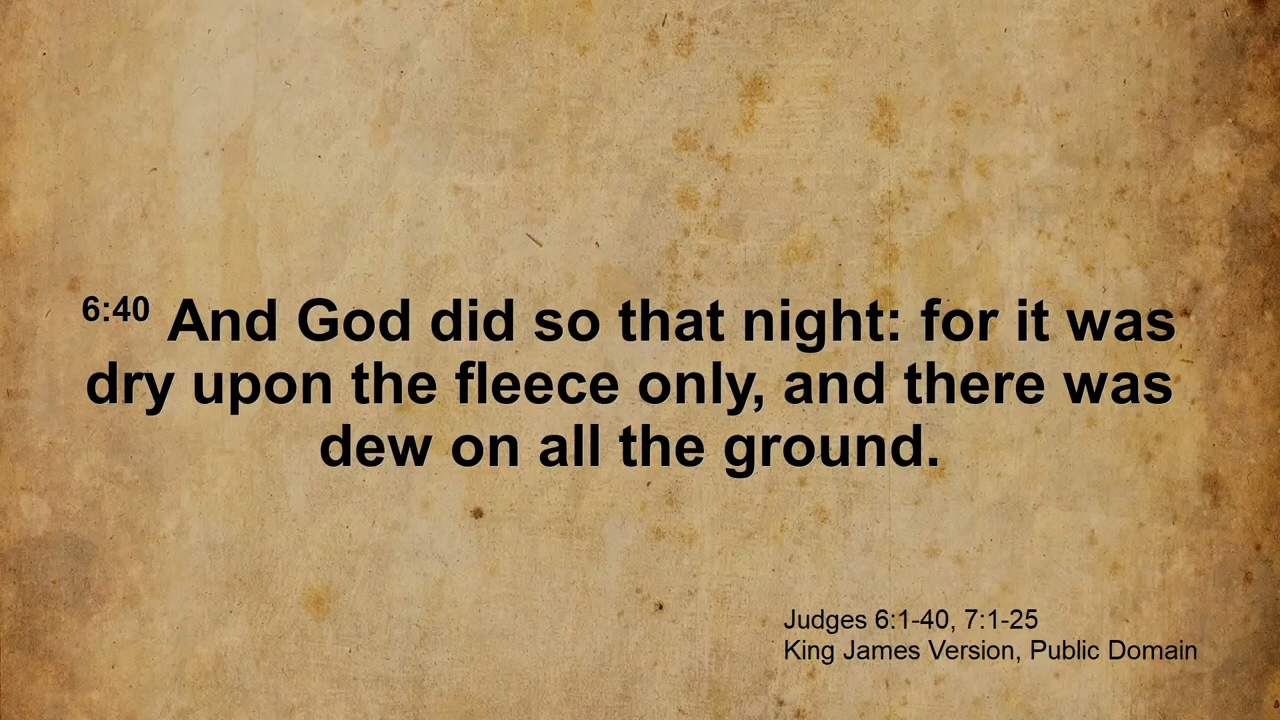 6:40 And God did so that night: for it was
dry upon the fleece only, and there was
dew on all the ground.
Judges 6:1-40, 7:1-25
King James Version, Public Domain